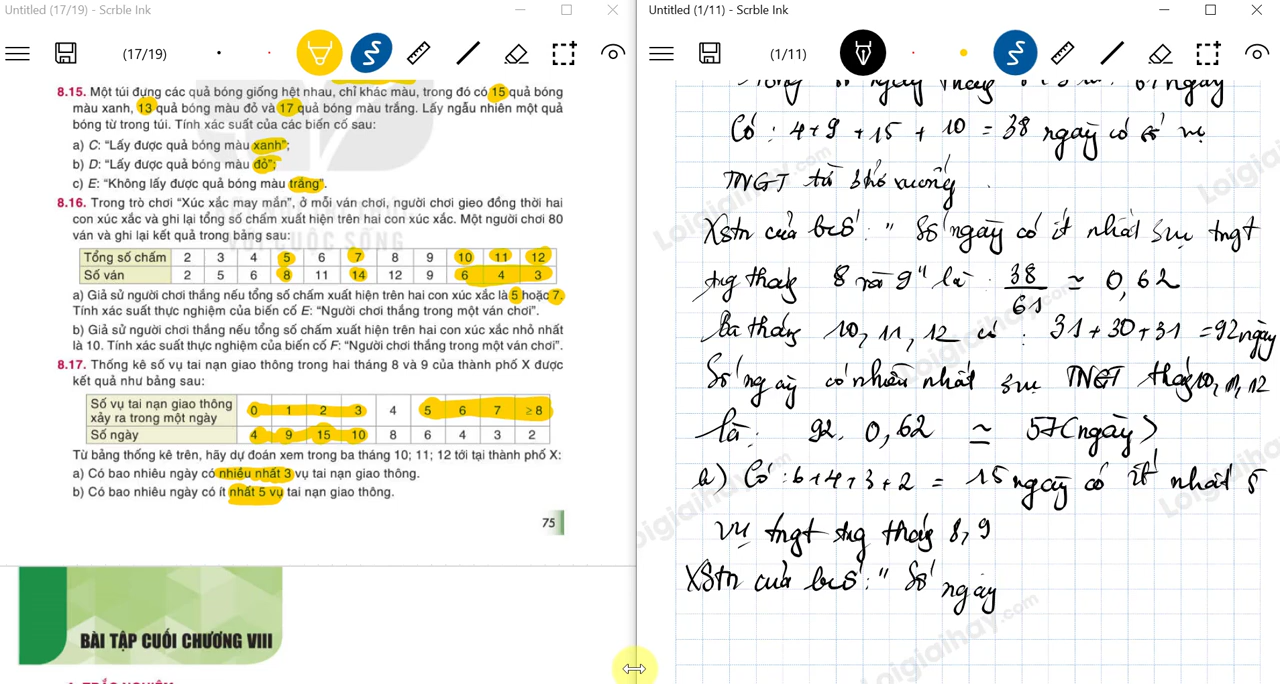 Untitled (17/19) - Scrble Ink
(17/19)
8.15. Một túi đựng các quả bóng giống hệt nhau, chỉ khác màu, trong đó có 15 quả bóng
màu xanh, 13 quả bóng màu đỏ và 17 quả bóng màu trắng. Lấy ngẫu nhiên một quả
bóng từ trong túi. Tính xác suất của các biến cố sau:
a) C: “Lấy được quả bóng màu xanh”;
b) D: “Lấy được quả bóng màu đỏ”;
c) E: “Không lấy được quả bóng màu trắng”.
8.16. Trong trò chơi “Xúc xắc may mắn”, ở mỗi ván chơi, người chơi gieo đồng thời hai
con xúc xắc và ghi lại tổng số chấm xuất hiện trên hai con xúc xắc. Một người chơi 80
ván và ghi lại kết quả trong bảng sau:
Tổng số chấm 2 3 4 5 6 7 8 9 10 11 12
Số ván 2 5 6 8 11 14 12 9 6 4 3
a) Giả sử người chơi thắng nếu tổng số chấm xuất hiện trên hai con xúc xắc là 5 hoặc 7.
Tính xác suất thực nghiệm của biến cố E: “Người chơi thắng trong một ván chơi”.
b) Giả sử người chơi thắng nếu tổng số chấm xuất hiện trên hai con xúc xắc nhỏ nhất
là 10. Tính xác suất thực nghiệm của biến cố F: “Người chơi thắng trong một ván chơi”.
8.17. Thống kê số vụ tai nạn giao thông trong hai tháng 8 và 9 của thành phố X được
kết quả như bảng sau:
Số vụ tai nạn giao thông
xảy ra trong một ngày 0 1 2 3 4 5 6 7 ≥ 8
Số ngày 4 9 15 10 8 6 4 3 2
Từ bảng thống kê trên, hãy dự đoán xem trong ba tháng 10; 11; 12 tới tại thành phố X:
a) Có bao nhiêu ngày có nhiều nhất 3 vụ tai nạn giao thông.
b) Có bao nhiêu ngày có ít nhất 5 vụ tai nạn giao thông.
75
BÀI TẬP CUỐI CHƯƠNG VIII
Untitled (1/11) - Scrble Ink
(1/11)
61 ngày
Có : 4 + 9 + 15 + 10 = 38 ngày có số vụ
TNGT từ 3 trở xuống
XStn của bcố : " Số ngày có ít nhất 3 vụ tngt
trg tháng 8 và 9" là : 38/61 ≃ 0,62
Ba tháng 10, 11, 12 có : 31 + 30 + 31 = 92 ngày
Số ngày có nhiều nhất 3 vụ TNGT tháng 10, 11, 12
là : 92 . 0,62 ≃ 57 (ngày)
b) Có : 6 + 4 + 3 + 2 = 15 ngày có ít nhất 5
vụ tngt trg tháng 8, 9
XStn của bcố : " Số ngày
Loigiaihay.com